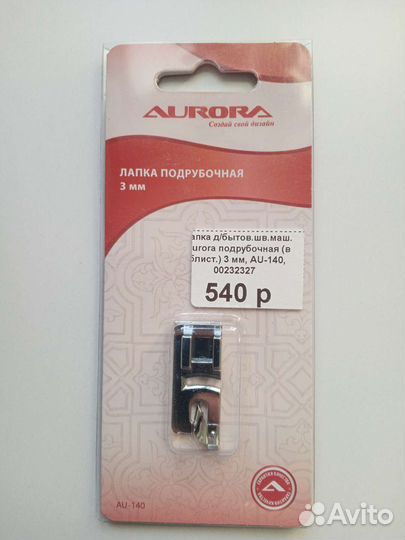 AURORA
Создай свой дизайн
ЛАПКА ПОДРУБОЧНАЯ
3 мм
апка д/бытов.шв.маш.
urora подрубочная (в
блист.) 3 мм, AU-140,
00232327
540 р
AU-140
Avito